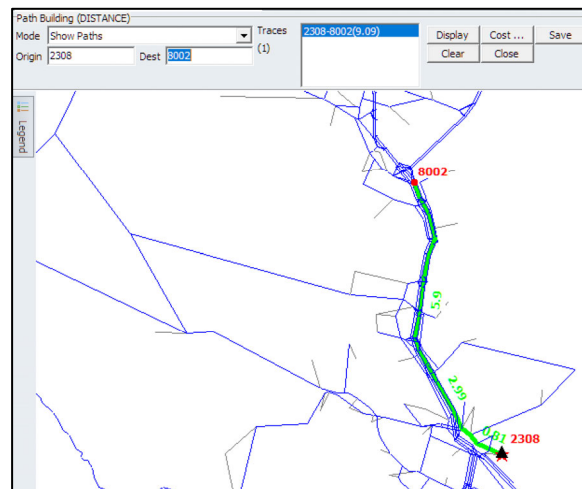 Path Building (DISTANCE)
Mode Show Paths Traces 2308-8002(9.09) Display Cost ... Save
(1)
Origin 2308 Dest 8002 Clear Close
Legend
8002
5.9
2.99
0.81
2308